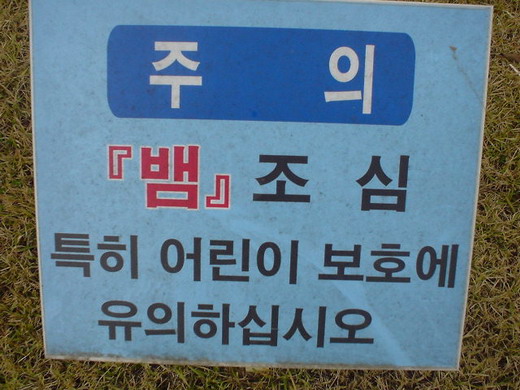 주 의
『뱀』 조 심
특히 어린이 보호에
유의하십시오